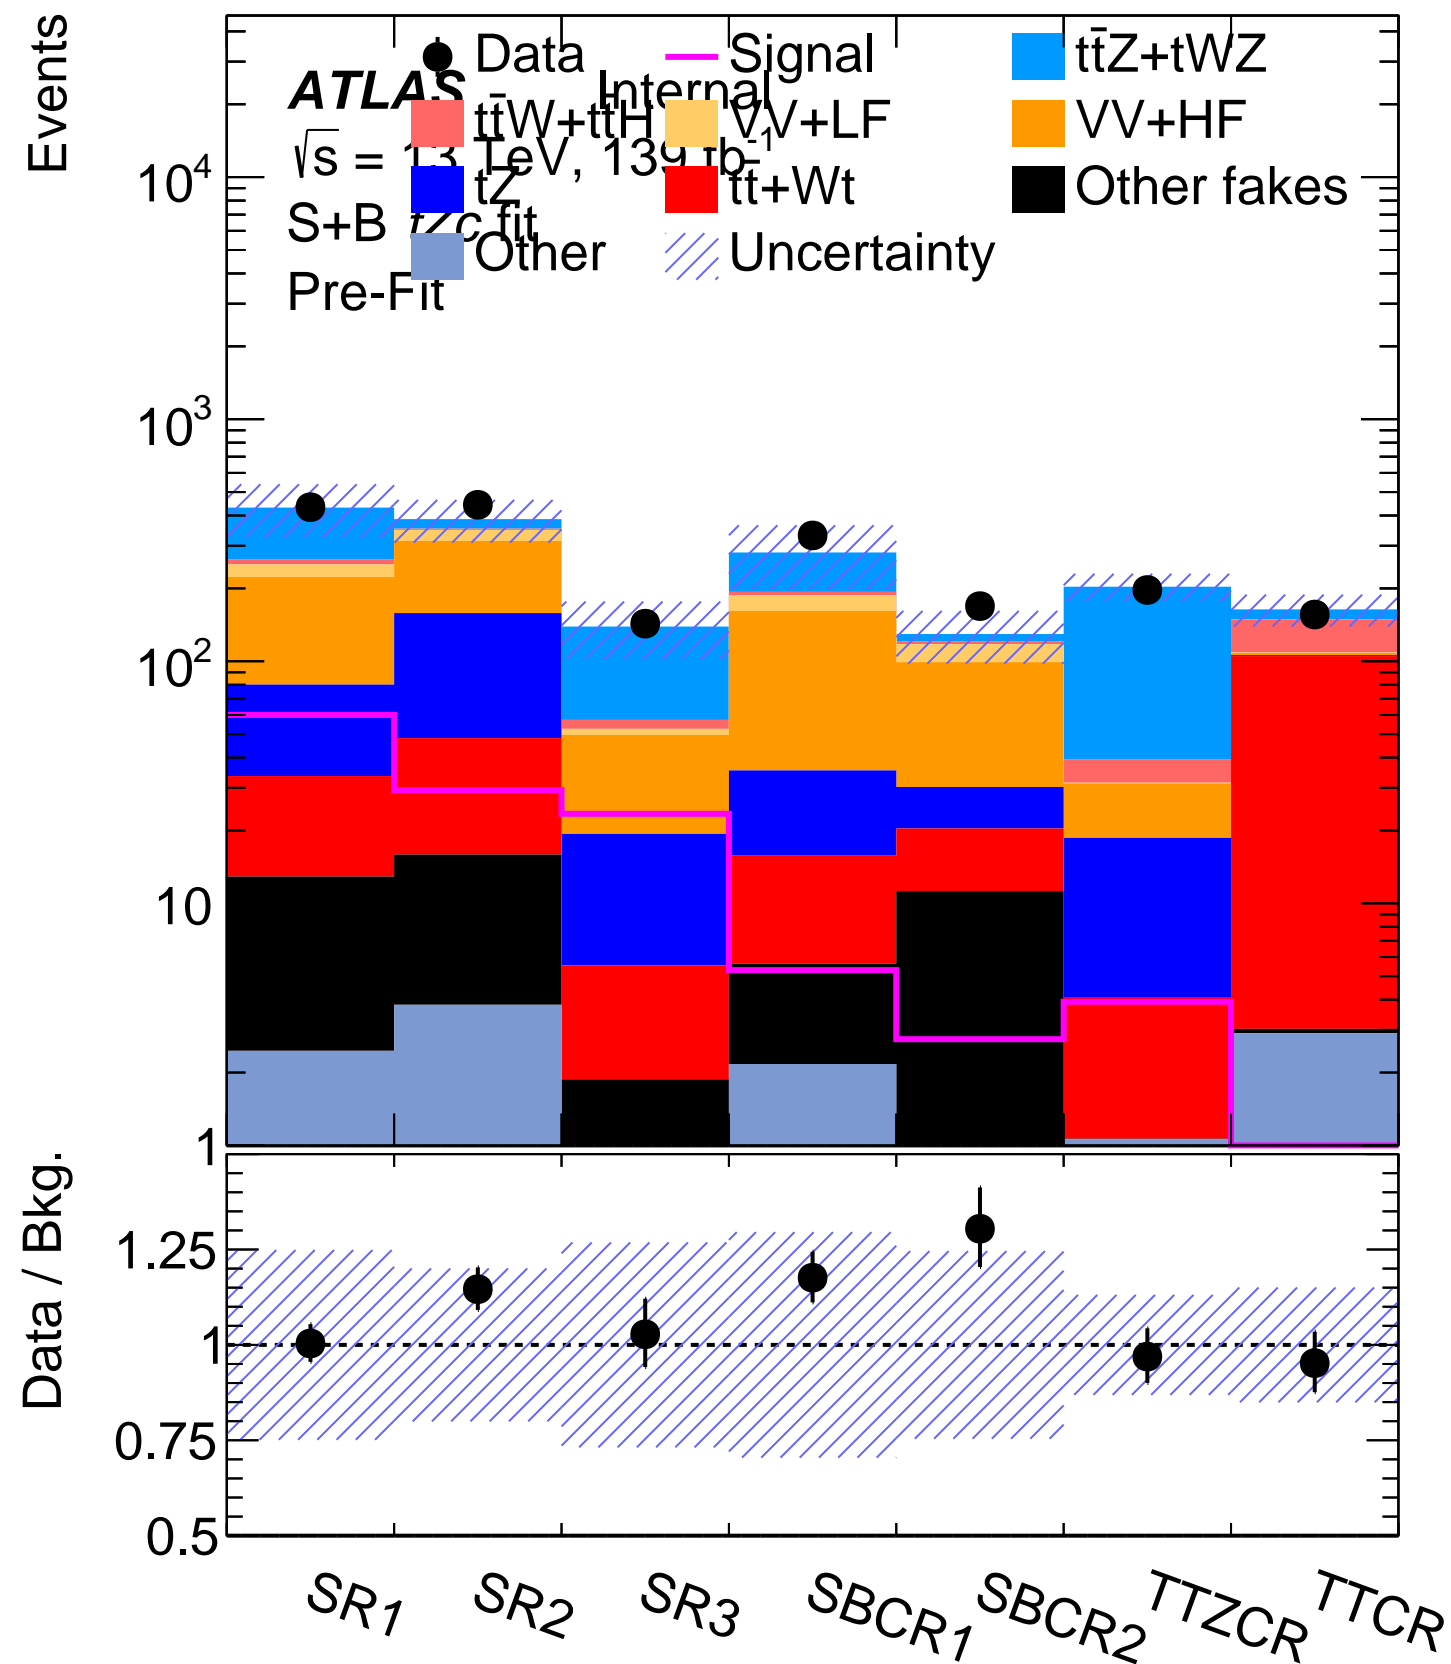 Events
Data
Signal
tt̄Z+tWZ
ATLAS Internal
tt̄W+tt̄H
VV+LF
VV+HF
√s = 13 TeV, 139 fb⁻¹
tZ
tt̄+Wt
Other fakes
S+B tZc fit
Other
Uncertainty
Pre-Fit
10⁴
10³
10²
10
1
Data / Bkg.
1.25
1
0.75
0.5
SR1
SR2
SR3
SBCR1
SBCR2
TTZCR
TTCR